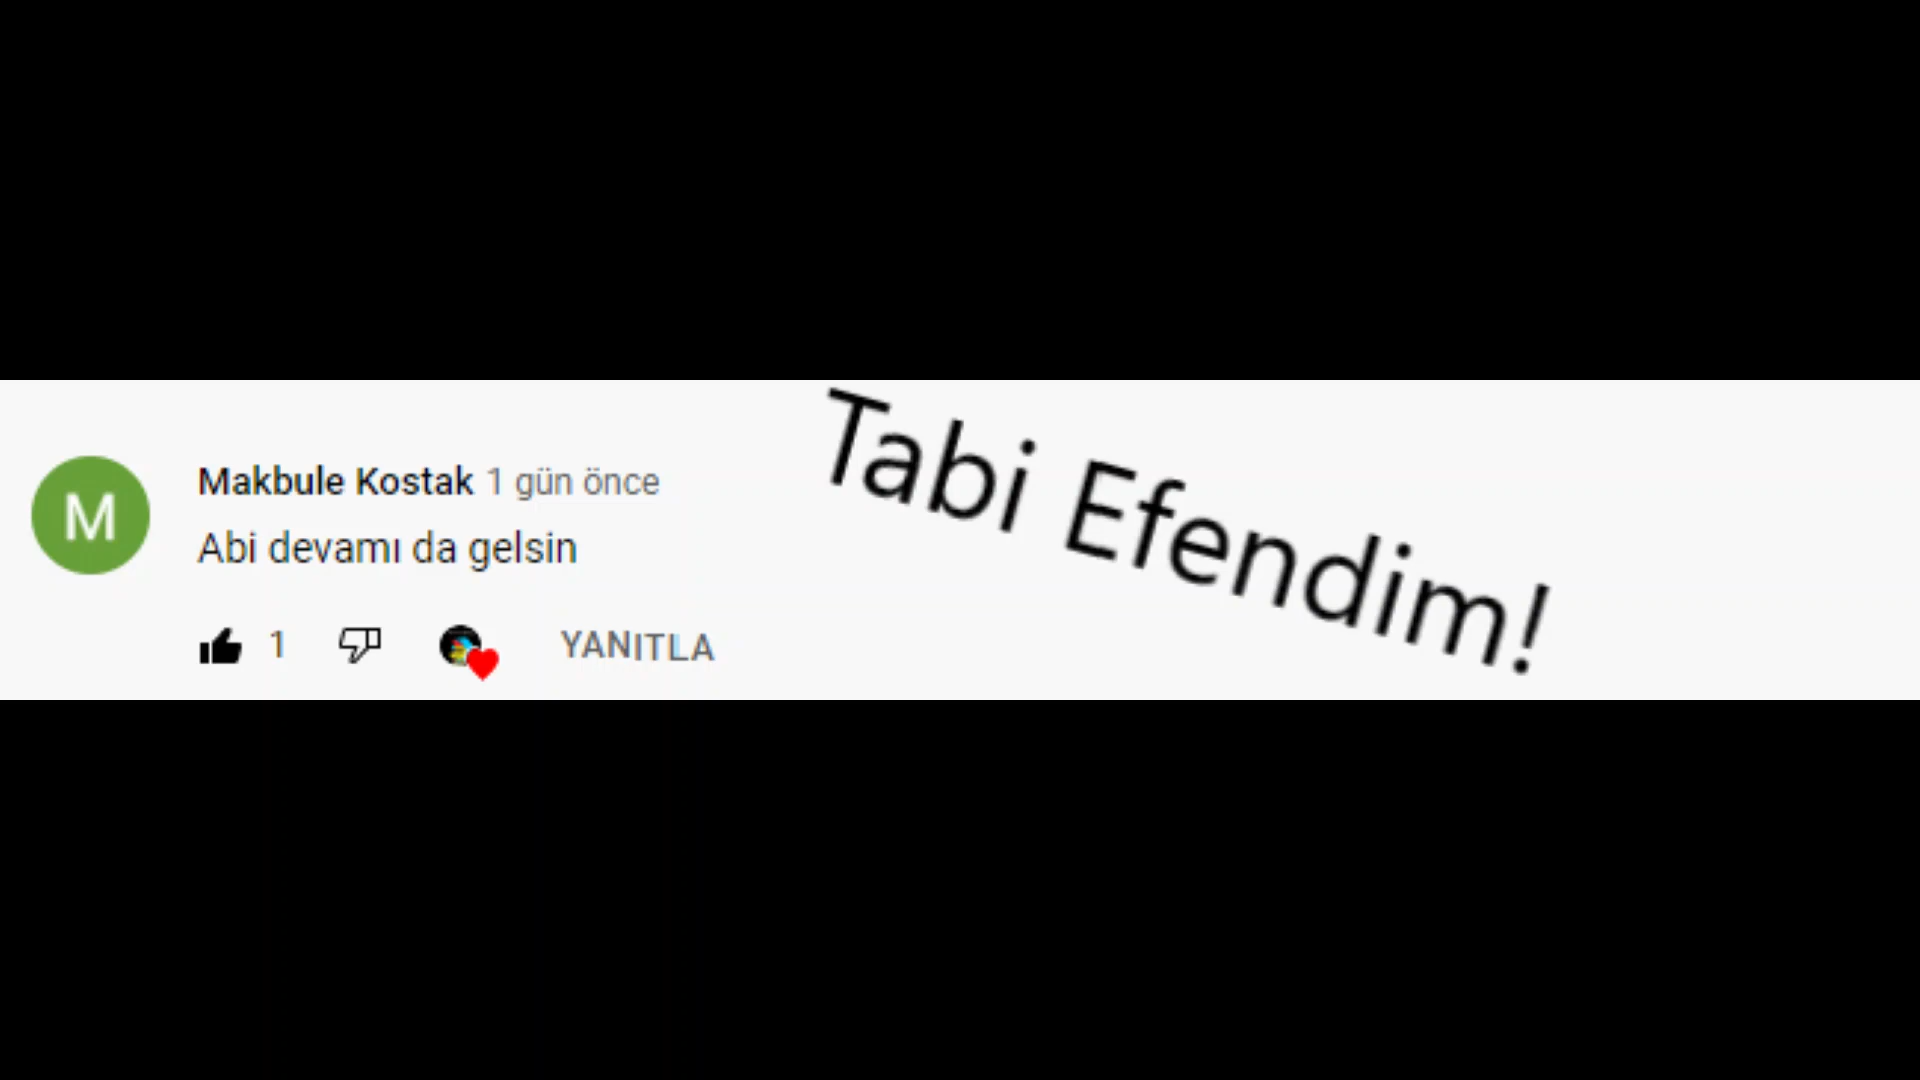 M
Makbule Kostak 1 gün önce
Abi devamı da gelsin
1
YANITLA
Tabi Efendim!